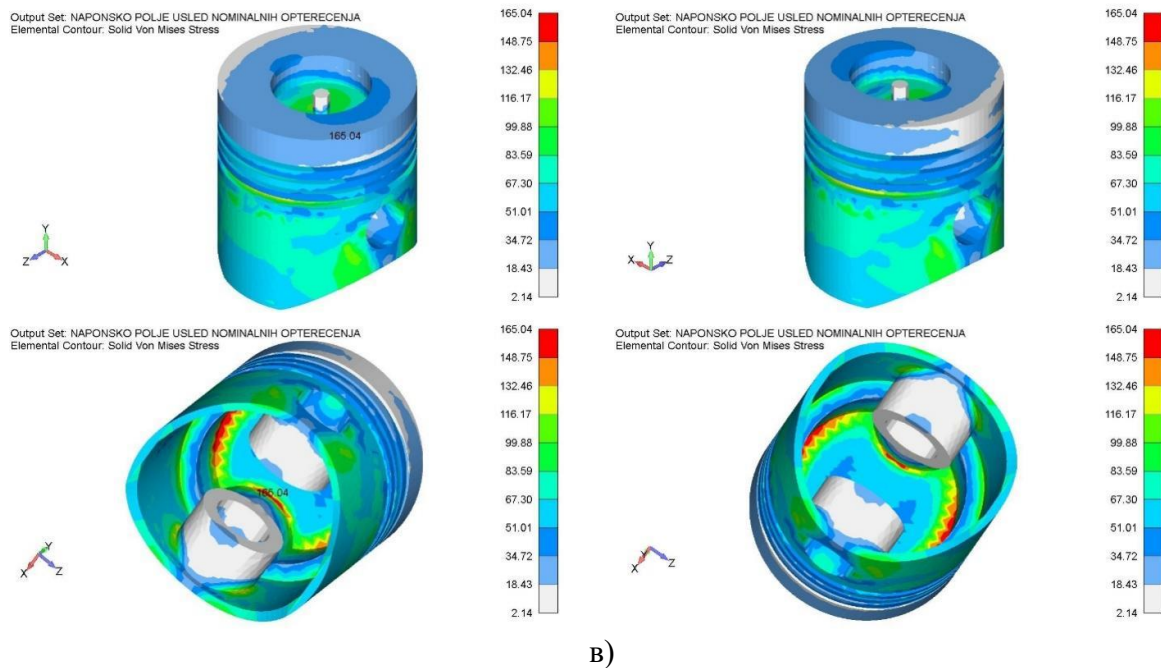 Output Set: NAPONSKO POLJE USLED NOMINALNIH OPTERECENJA
Elemental Contour: Solid Von Mises Stress
165.04
148.75
132.46
116.17
99.88
83.59
67.30
51.01
34.72
18.43
2.14
165.04
Y
Z
X
Output Set: NAPONSKO POLJE USLED NOMINALNIH OPTERECENJA
Elemental Contour: Solid Von Mises Stress
165.04
148.75
132.46
116.17
99.88
83.59
67.30
51.01
34.72
18.43
2.14
Y
X
Z
Output Set: NAPONSKO POLJE USLED NOMINALNIH OPTERECENJA
Elemental Contour: Solid Von Mises Stress
165.04
148.75
132.46
116.17
99.88
83.59
67.30
51.01
34.72
18.43
2.14
165.04
Y
X
Z
Output Set: NAPONSKO POLJE USLED NOMINALNIH OPTERECENJA
Elemental Contour: Solid Von Mises Stress
165.04
148.75
132.46
116.17
99.88
83.59
67.30
51.01
34.72
18.43
2.14
Y
X
Z
в)